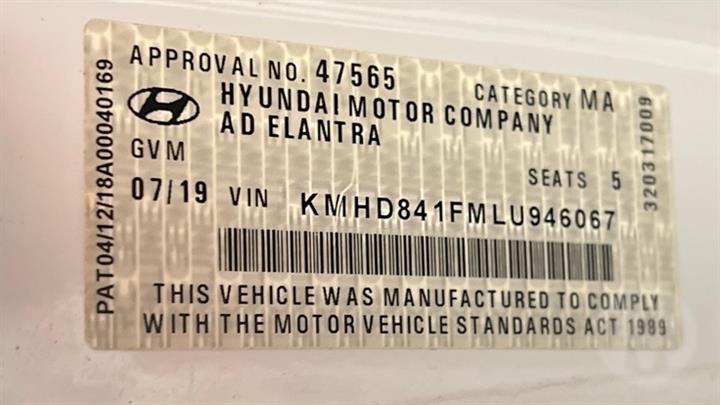 APPROVAL NO. 47565 CATEGORY MA
HYUNDAI MOTOR COMPANY
AD ELANTRA
GVM
SEATS 5
07/19 VIN KMHD841FMLU946067
THIS VEHICLE WAS MANUFACTURED TO COMPLY
WITH THE MOTOR VEHICLE STANDARDS ACT 1989
PAT04/12/18A00040169
320317009